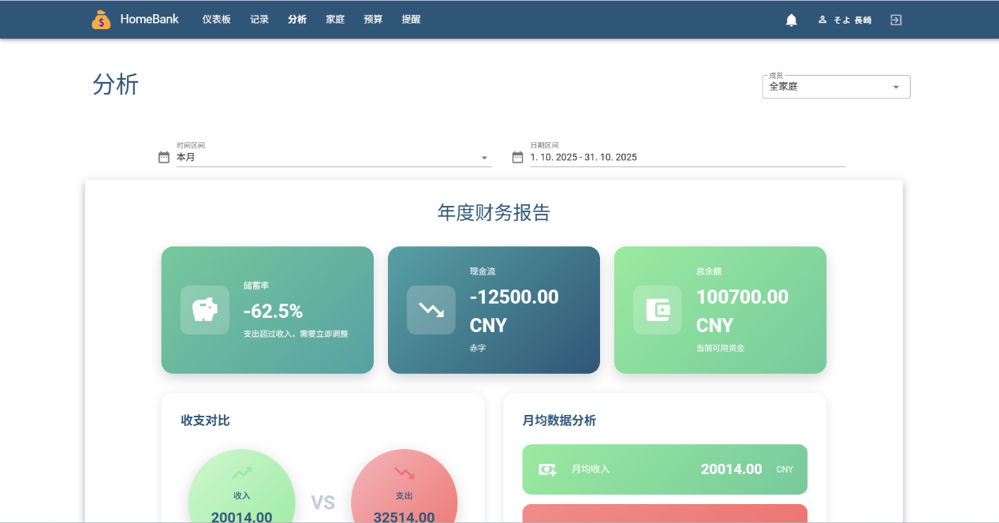 HomeBank 仪表板 记录 分析 家庭 预算 提醒 そよ 長崎
分析
成员
全家庭
时间区间
本月
日期区间
1. 10. 2025 - 31. 10. 2025
年度财务报告
储蓄率
-62.5%
支出超过收入，需要立即调整
现金流
-12500.00
CNY
赤字
总余额
100700.00
CNY
当前可用资金
收支对比
收入
20014.00
VS
支出
32514.00
月均数据分析
月均收入 20014.00 CNY